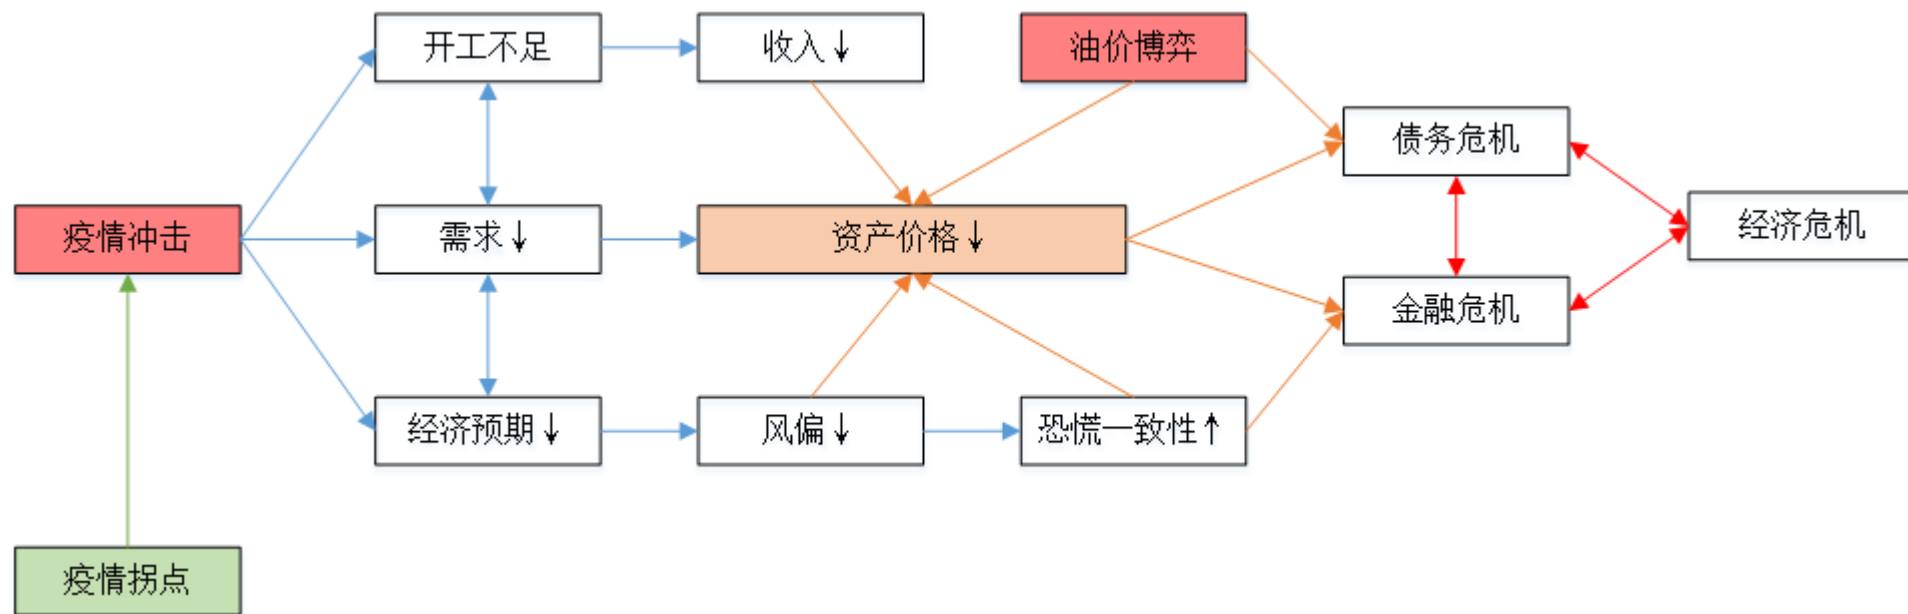 开工不足
收入↓
油价博弈
债务危机
疫情冲击
需求↓
资产价格↓
经济危机
金融危机
经济预期↓
风偏↓
恐慌一致性↑
疫情拐点